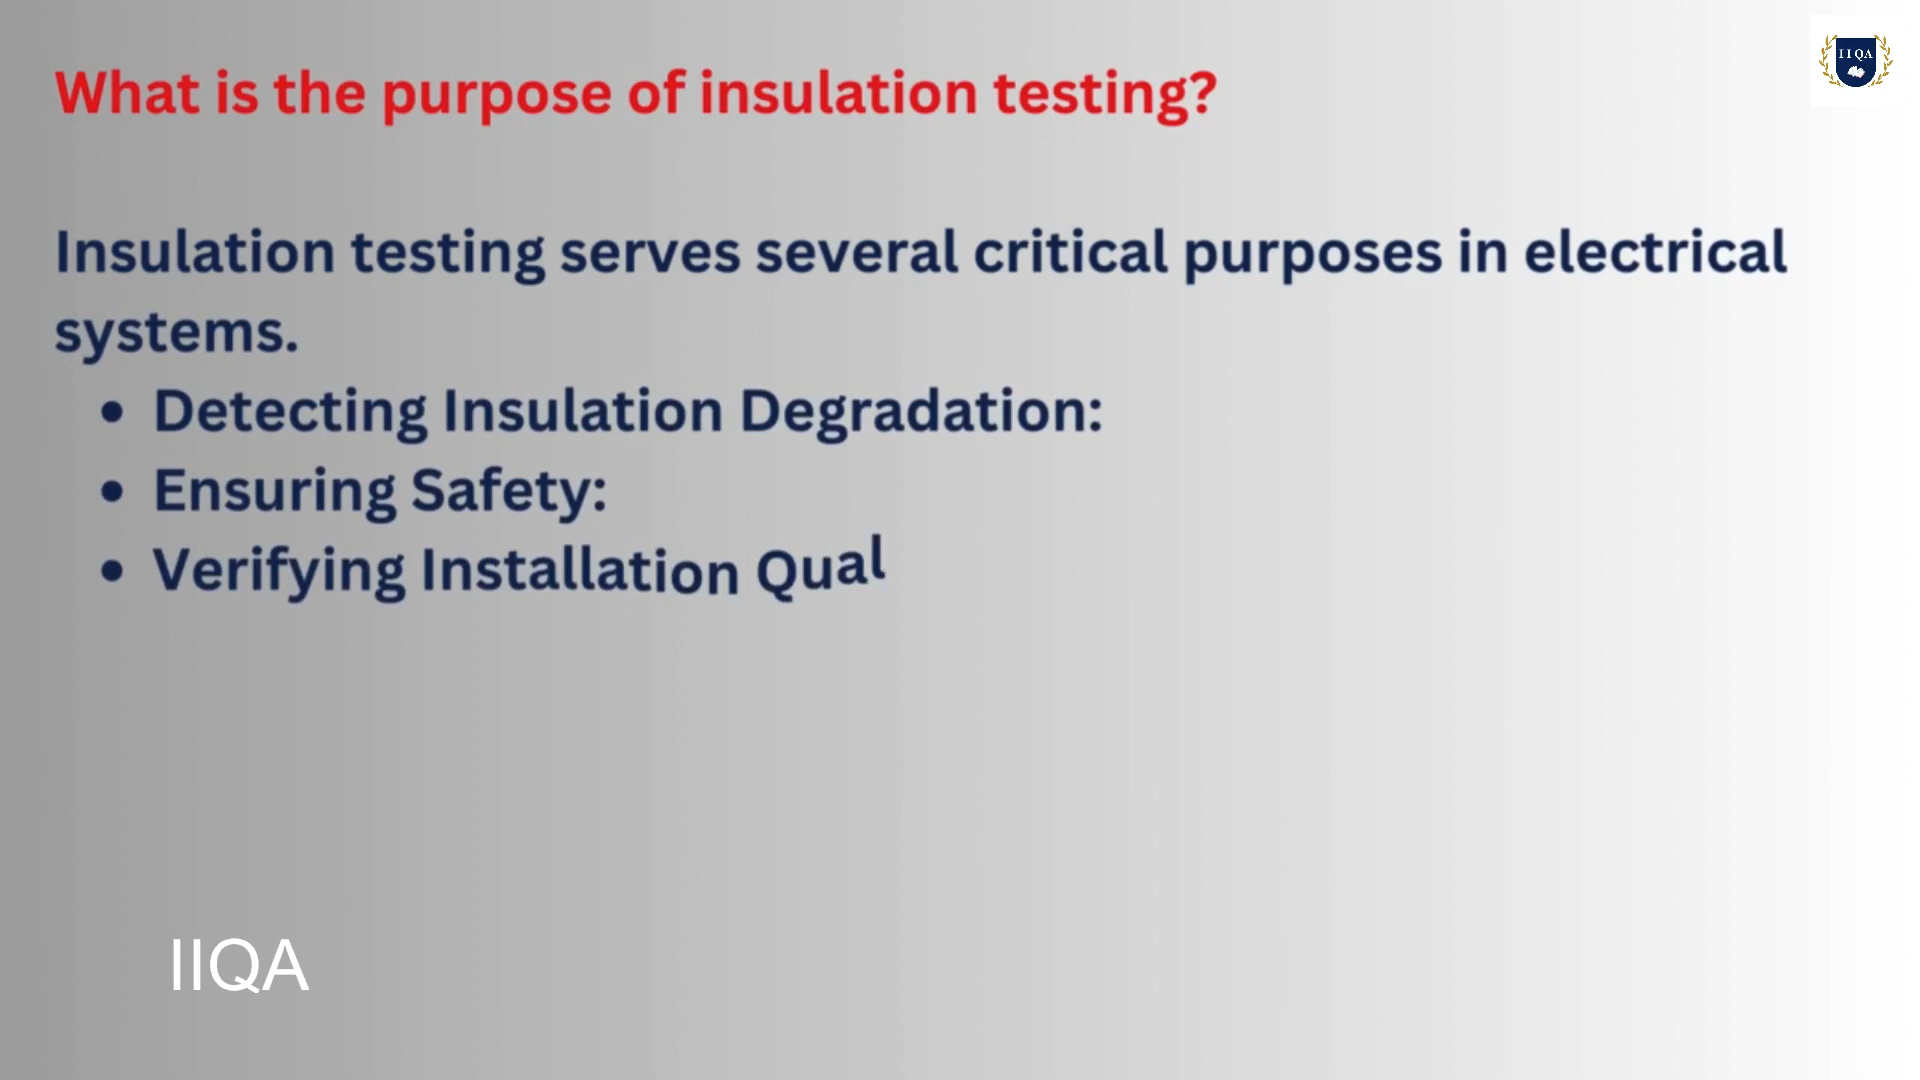 IIQA
What is the purpose of insulation testing?
Insulation testing serves several critical purposes in electrical
systems.
• Detecting Insulation Degradation:
• Ensuring Safety:
• Verifying Installation Qual
IIQA